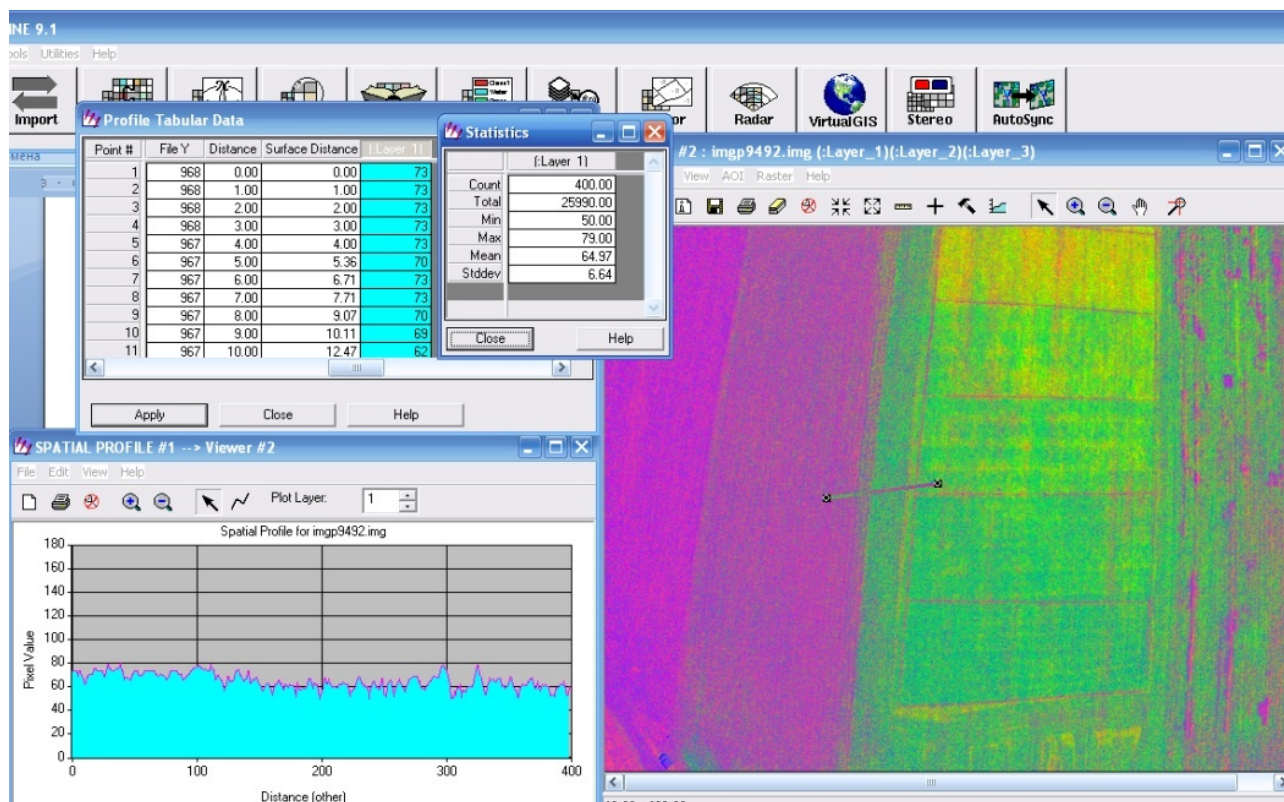 INE 9.1
ools Utilities Help
Import
or
Radar
VirtualGIS
Stereo
AutoSync
Profile Tabular Data
Point # File Y Distance Surface Distance (:Layer 1)
1 968 0.00 0.00 73
2 968 1.00 1.00 73
3 968 2.00 2.00 73
4 968 3.00 3.00 73
5 967 4.00 4.00 73
6 967 5.00 5.36 70
7 967 6.00 6.71 73
8 967 7.00 7.71 73
9 967 8.00 9.07 70
10 967 9.00 10.11 69
11 967 10.00 12.47 62
Apply Close Help
Statistics
(:Layer 1)
Count 400.00
Total 25990.00
Min 50.00
Max 79.00
Mean 64.97
Stddev 6.64
Close Help
#2 : imgp9492.img (:Layer_1)(:Layer_2)(:Layer_3)
View AOI Raster Help
мена
SPATIAL PROFILE #1 --> Viewer #2
File Edit View Help
Plot Layer: 1
Spatial Profile for imgp9492.img
Pixel Value
180
160
140
120
100
80
60
40
20
0
0 100 200 300 400
Distance (other)